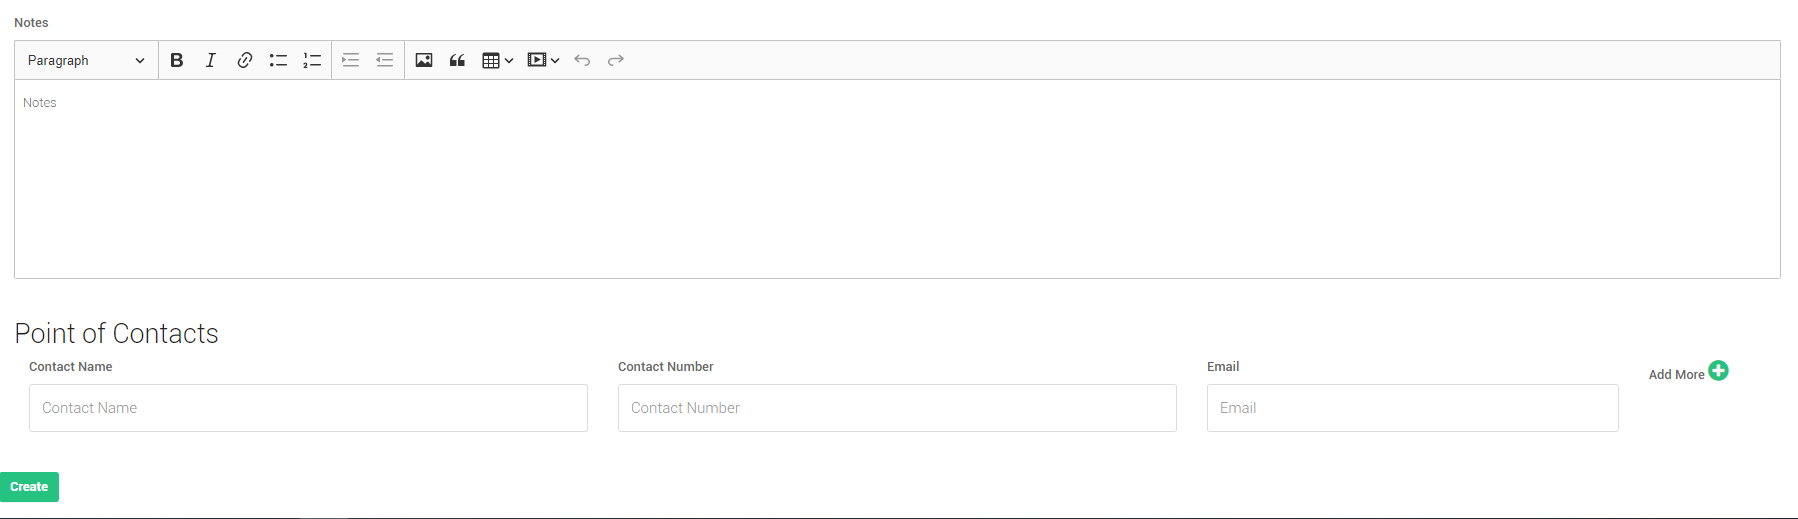 Notes
Paragraph
Notes
Point of Contacts
Contact Name Contact Number Email Add More
Contact Name Contact Number Email
Create